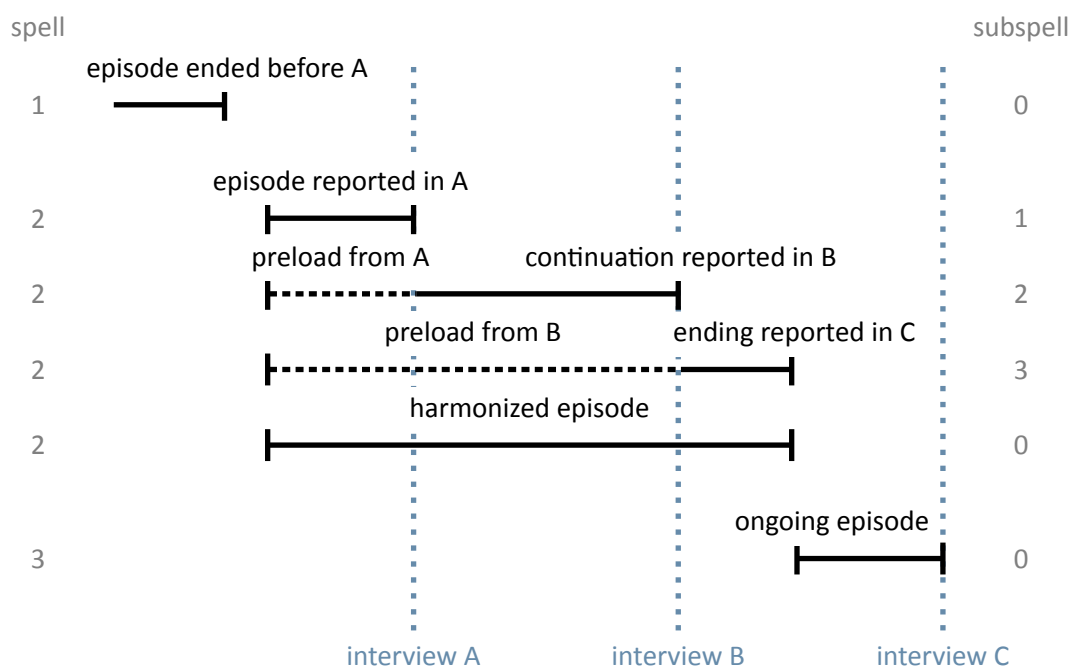 spell subspell
episode ended before A
1 0
episode reported in A
2 1
preload from A continuation reported in B
2 2
preload from B ending reported in C
2 3
harmonized episode
2 0
ongoing episode
3 0
interview A interview B interview C